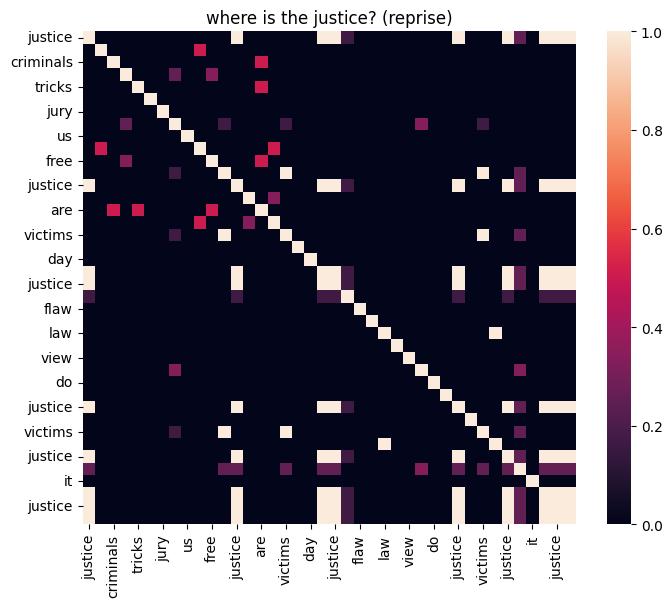 where is the justice? (reprise)
justice
criminals
tricks
jury
us
free
justice
are
victims
day
justice
flaw
law
view
do
justice
victims
justice
it
justice
justice
criminals
tricks
jury
us
free
justice
are
victims
day
justice
flaw
law
view
do
justice
victims
justice
it
justice
1.0
0.8
0.6
0.4
0.2
0.0